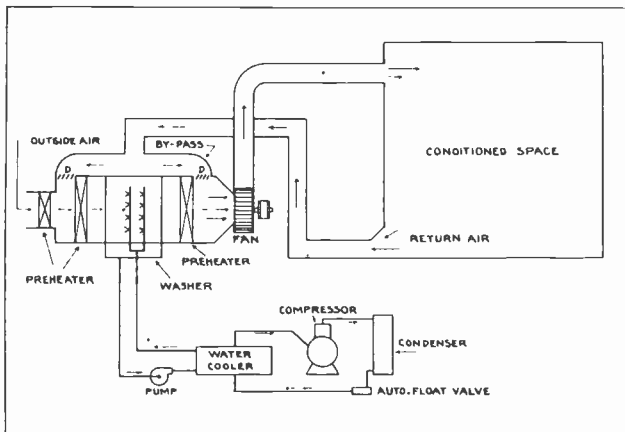 OUTSIDE AIR
BY-PASS
D
D
CONDITIONED SPACE
FAN
RETURN AIR
PREHEATER
PREHEATER
WASHER
COMPRESSOR
CONDENSER
WATER
COOLER
PUMP
AUTO. FLOAT VALVE